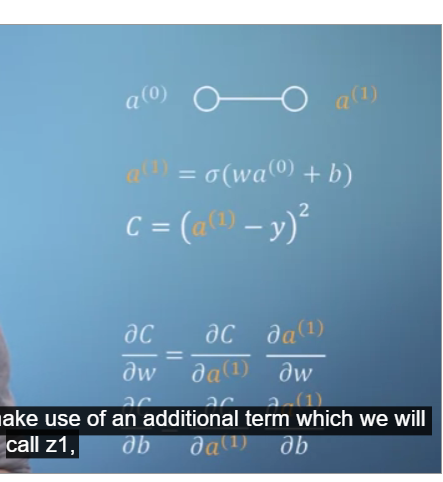 a⁽⁰⁾ a⁽¹⁾
a⁽¹⁾ = σ(wa⁽⁰⁾ + b)
C = (a⁽¹⁾ − y)²
∂C/∂w = ∂C/∂a⁽¹⁾ ∂a⁽¹⁾/∂w
∂C/∂b ∂C/∂a⁽¹⁾ ∂a⁽¹⁾/∂b
ake use of an additional term which we will
call z1,